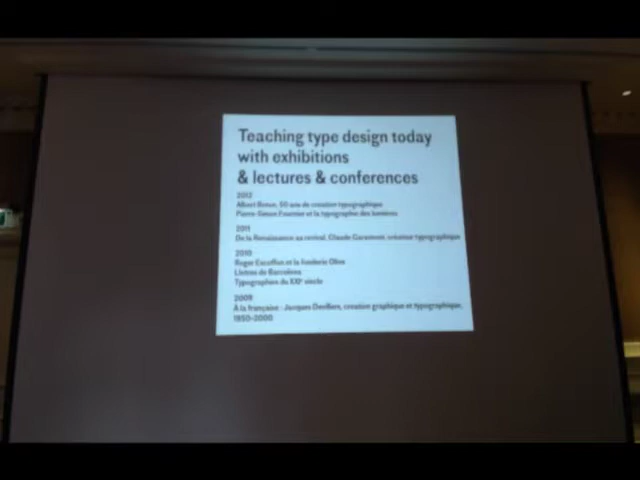 Teaching type design today
with exhibitions
& lectures & conferences
2012
Albert Boton, 50 ans de création typographique
Pierre-Simon Fournier et la typographie des lumières
2011
De la Renaissance au revival, Claude Garamont, créateur typographique
2010
Roger Excoffon et la fonderie Olive
Lletres de Barcelona
Typographies du XXIᵉ siècle
2009
À la française : Jacques Devillers, création graphique et typographique,
1950-2000